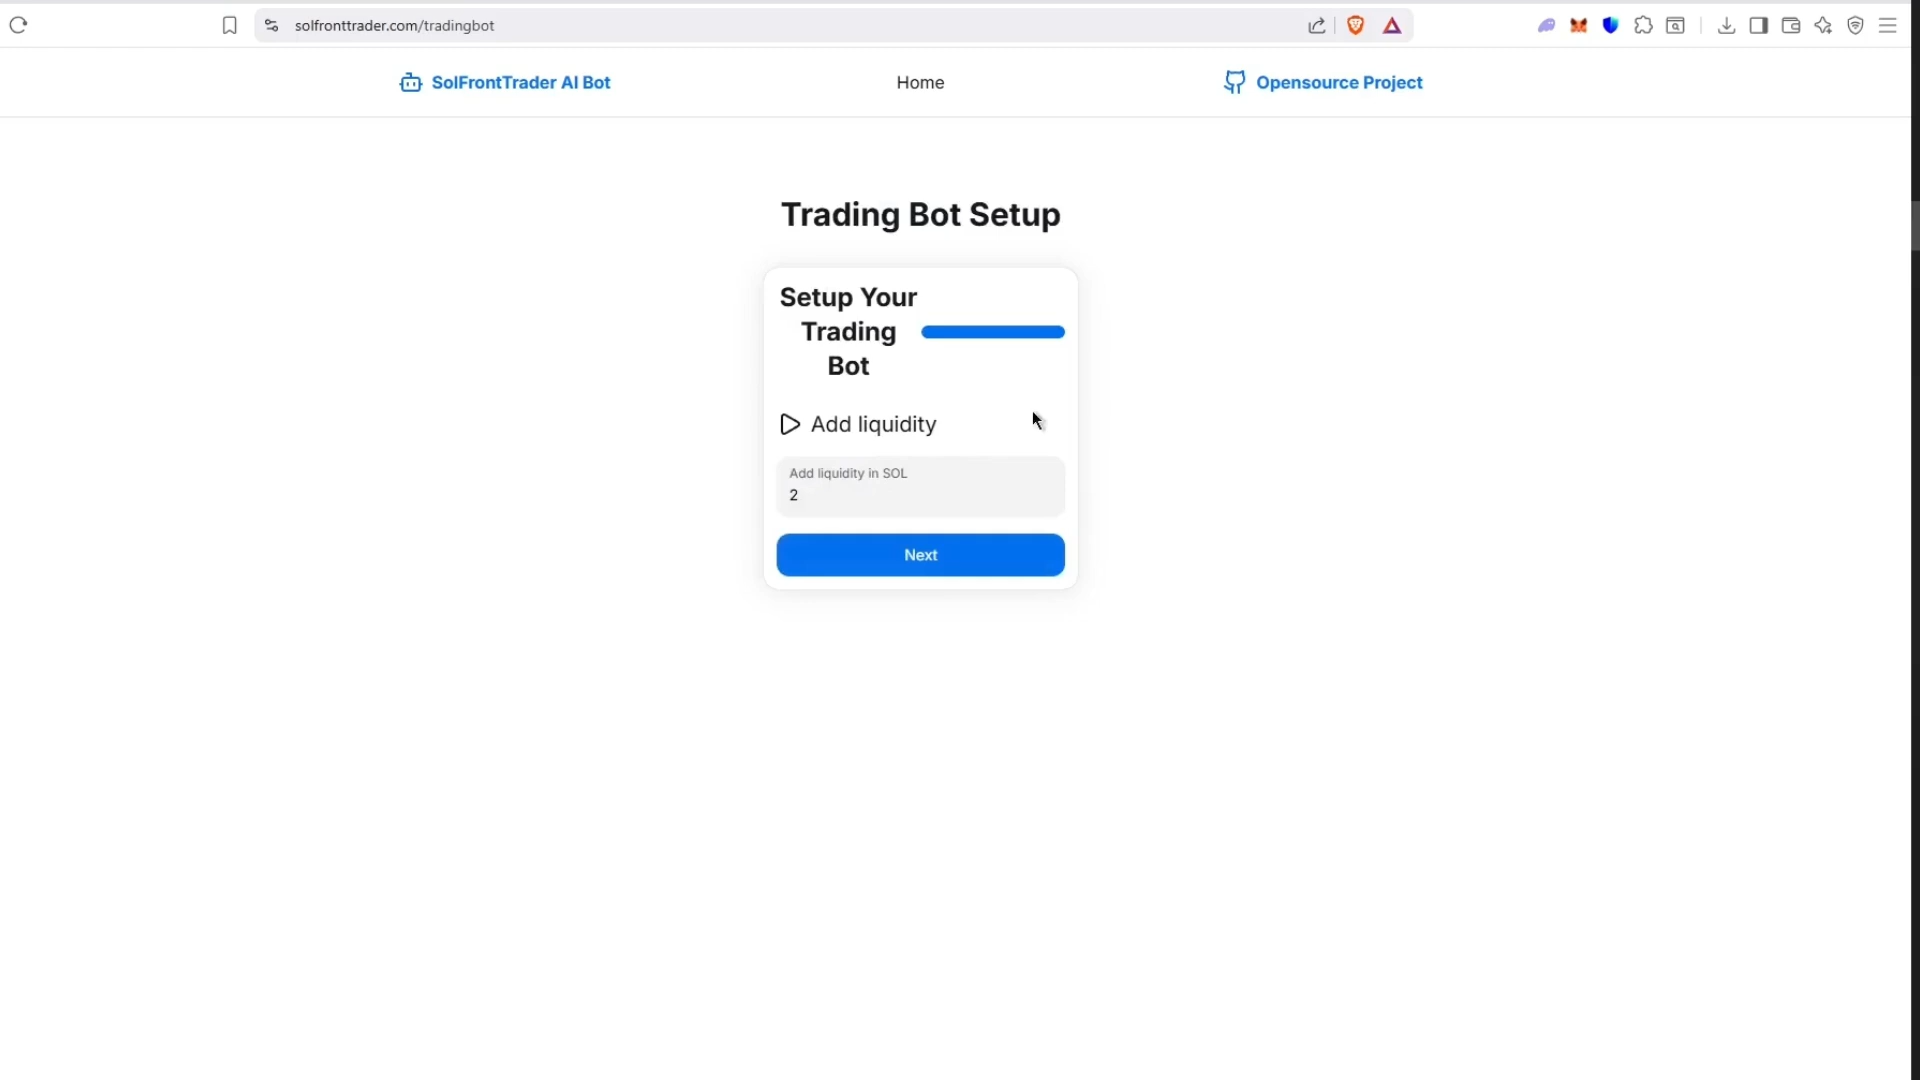 solfronttrader.com/tradingbot
SolFrontTrader AI Bot
Home
Opensource Project
Trading Bot Setup
Setup Your
Trading
Bot
Add liquidity
Add liquidity in SOL
2
Next